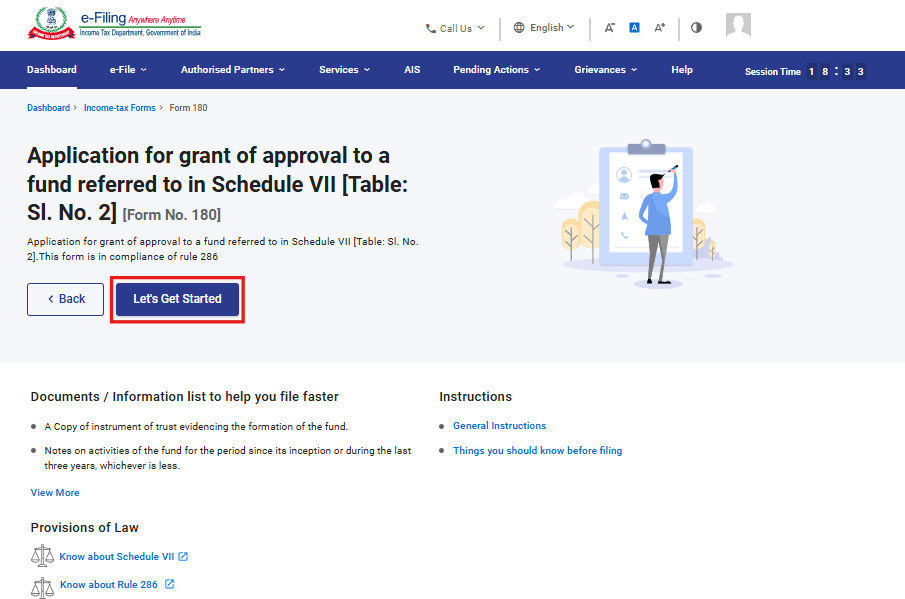 e-Filing Anywhere Anytime
Income Tax Department, Government of India
Call Us
English
A-
A
A+
Dashboard
e-File
Authorised Partners
Services
AIS
Pending Actions
Grievances
Help
Session Time 1 8 : 3 3
Dashboard > Income-tax Forms > Form 180
Application for grant of approval to a
fund referred to in Schedule VII [Table:
Sl. No. 2] [Form No. 180]
Application for grant of approval to a fund referred to in Schedule VII [Table: Sl. No.
2].This form is in compliance of rule 286
< Back
Let's Get Started
Documents / Information list to help you file faster
A Copy of instrument of trust evidencing the formation of the fund.
Notes on activities of the fund for the period since its inception or during the last
three years, whichever is less.
View More
Instructions
General Instructions
Things you should know before filing
Provisions of Law
Know about Schedule VII
Know about Rule 286